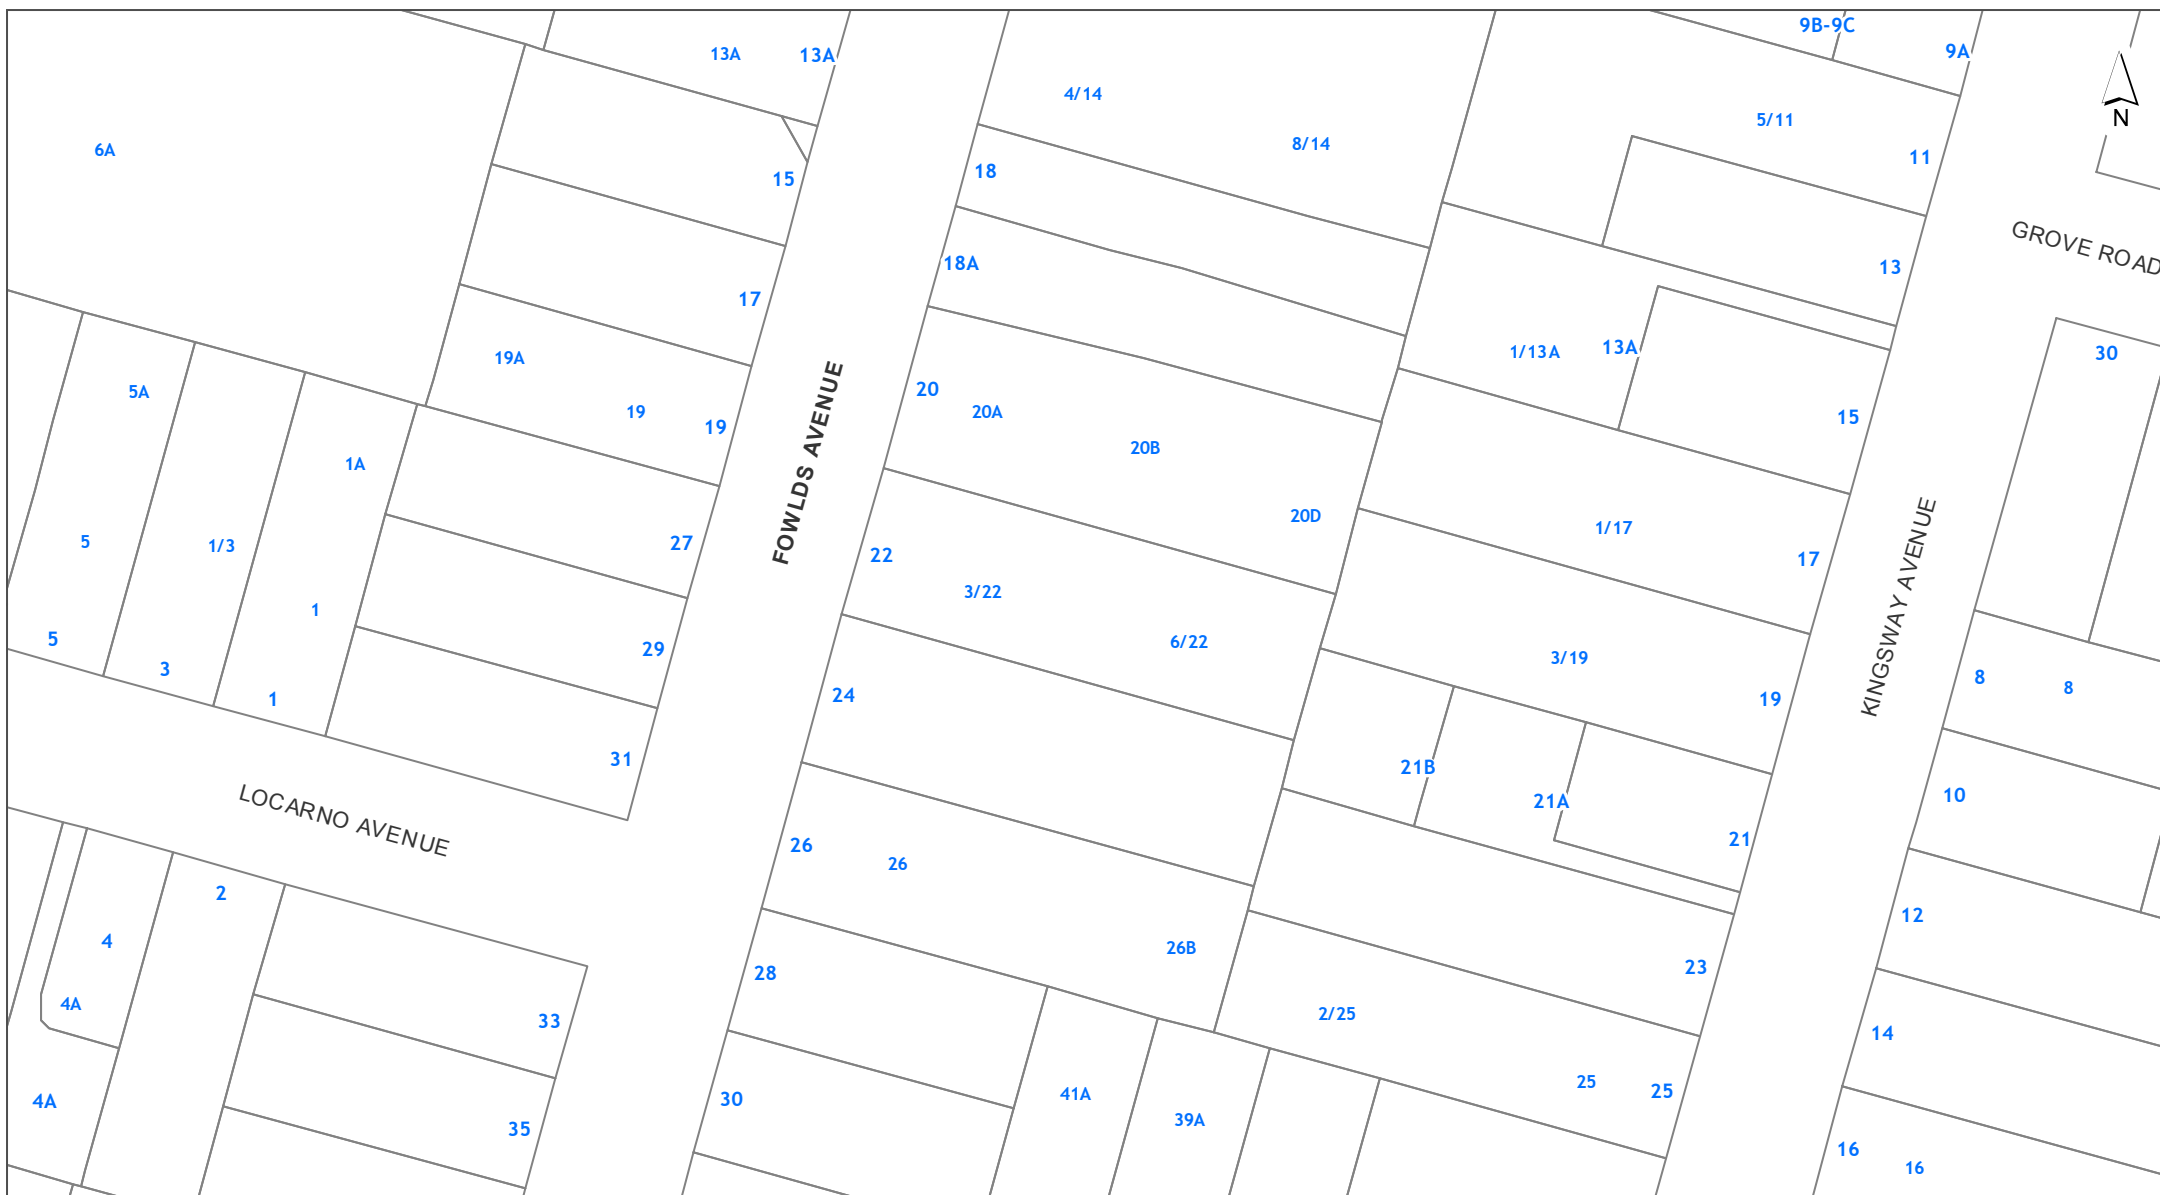 9B-9C
13A
13A
9A
4/14
N
5/11
8/14
6A
11
18
15
GROVE ROAD
18A
13
17
13A
1/13A
30
19A
20
5A
20A
19
15
19
20B
1A
20D
1/17
FOWLDS AVENUE
5
1/3
27
22
17
3/22
KINGSWAY AVENUE
1
5
6/22
29
3/19
3
8
8
24
1
19
31
21B
10
21A
LOCARNO AVENUE
21
26
26
2
12
4
26B
23
28
4A
33
2/25
14
25
25
41A
30
4A
39A
35
16
16